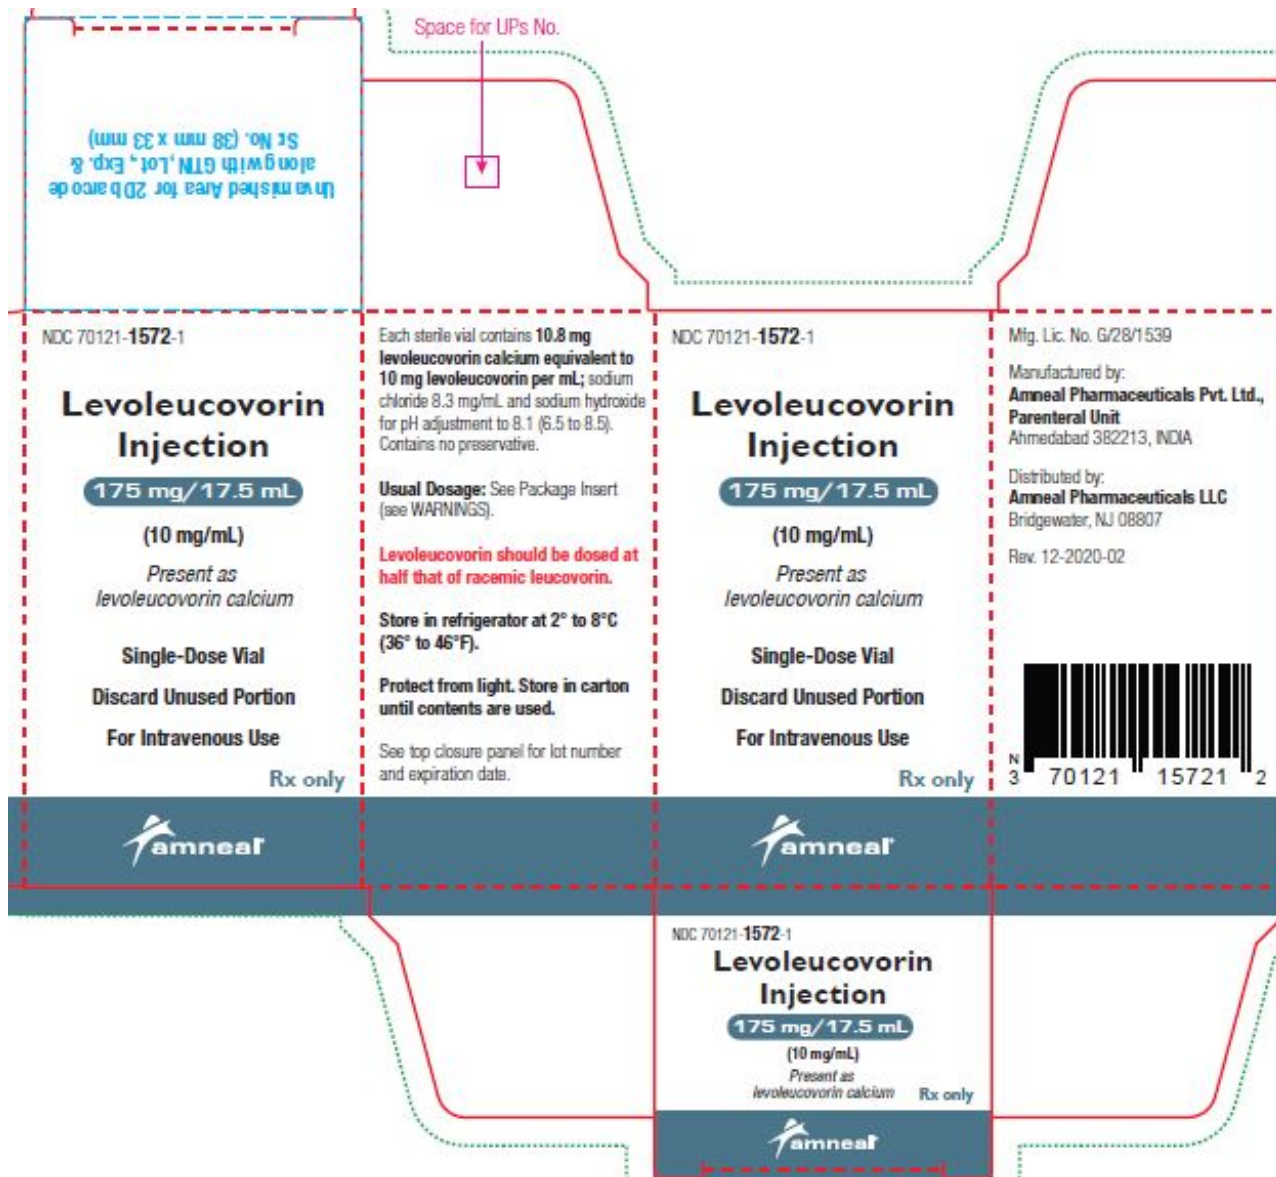 Space for UPs No.
Unvarnished Area for 2D barcode
along with GTN, Lot , Exp. &
Sr. No. (38 mm x 33 mm)
NDC 70121-1572-1
Levoleucovorin
Injection
175 mg/17.5 mL
(10 mg/mL)
Present as
levoleucovorin calcium
Single-Dose Vial
Discard Unused Portion
For Intravenous Use
Rx only
amneal
Each sterile vial contains 10.8 mg
levoleucovorin calcium equivalent to
10 mg levoleucovorin per mL; sodium
chloride 8.3 mg/mL and sodium hydroxide
for pH adjustment to 8.1 (6.5 to 8.5).
Contains no preservative.
Usual Dosage: See Package Insert
(see WARNINGS).
Levoleucovorin should be dosed at
half that of racemic leucovorin.
Store in refrigerator at 2° to 8°C
(36° to 46°F).
Protect from light. Store in carton
until contents are used.
See top closure panel for lot number
and expiration date.
NDC 70121-1572-1
Levoleucovorin
Injection
175 mg/17.5 mL
(10 mg/mL)
Present as
levoleucovorin calcium
Single-Dose Vial
Discard Unused Portion
For Intravenous Use
Rx only
amneal
Mfg. Lic. No. G/28/1539
Manufactured by:
Amneal Pharmaceuticals Pvt. Ltd.,
Parenteral Unit
Ahmedabad 382213, INDIA
Distributed by:
Amneal Pharmaceuticals LLC
Bridgewater, NJ 08807
Rev. 12-2020-02
N
3 70121 15721 2
NDC 70121-1572-1
Levoleucovorin
Injection
175 mg/17.5 mL
(10 mg/mL)
Present as
levoleucovorin calcium
Rx only
amneal